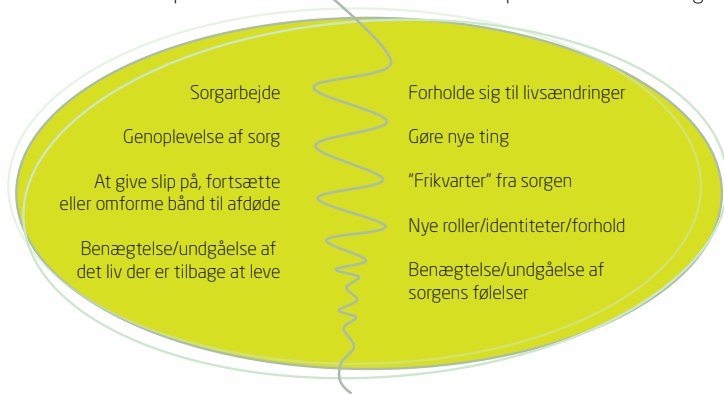 Sorgarbejde
Genoplevelse af sorg
At give slip på, fortsætte
eller omforme bånd til afdøde
Benægtelse/undgåelse af
det liv der er tilbage at leve
Forholde sig til livsændringer
Gøre nye ting
"Frikvarter" fra sorgen
Nye roller/identiteter/forhold
Benægtelse/undgåelse af
sorgens følelser